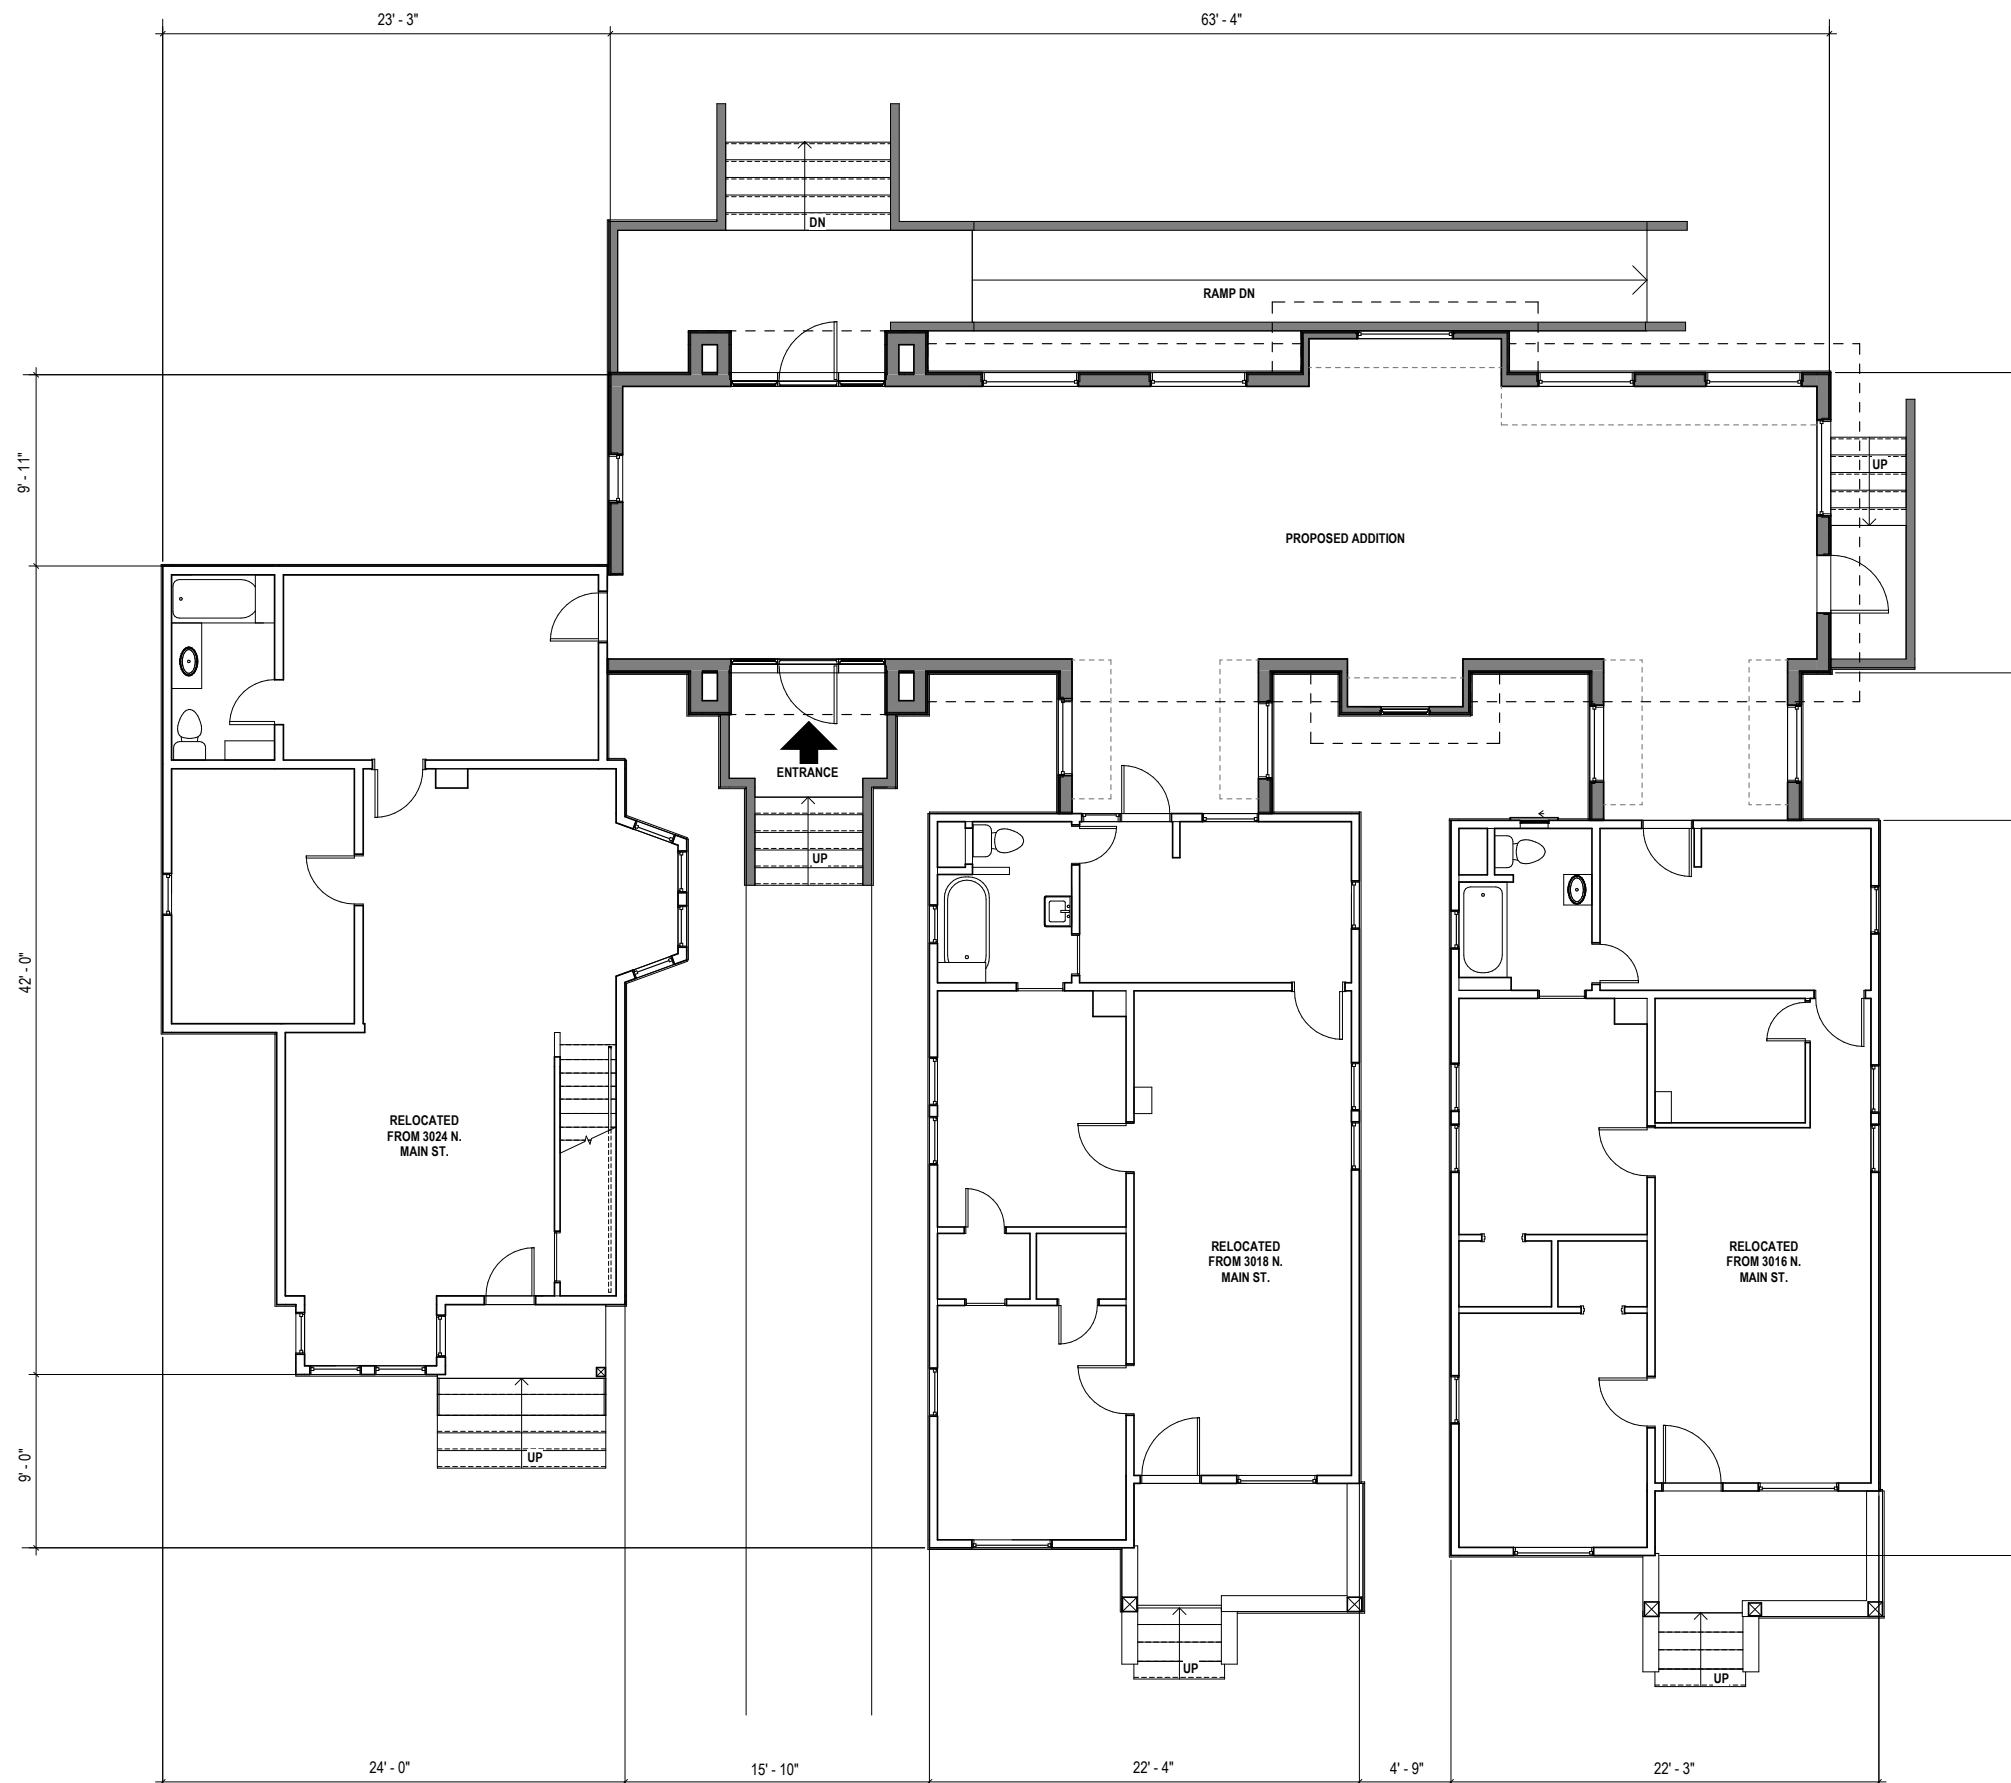 23' - 3"
63' - 4"
DN
RAMP DN
9' - 11"
UP
PROPOSED ADDITION
ENTRANCE
UP
42' - 0"
RELOCATED
FROM 3024 N.
MAIN ST.
RELOCATED
FROM 3018 N.
MAIN ST.
RELOCATED
FROM 3016 N.
MAIN ST.
9' - 0"
UP
UP
UP
24' - 0"
15' - 10"
22' - 4"
4' - 9"
22' - 3"